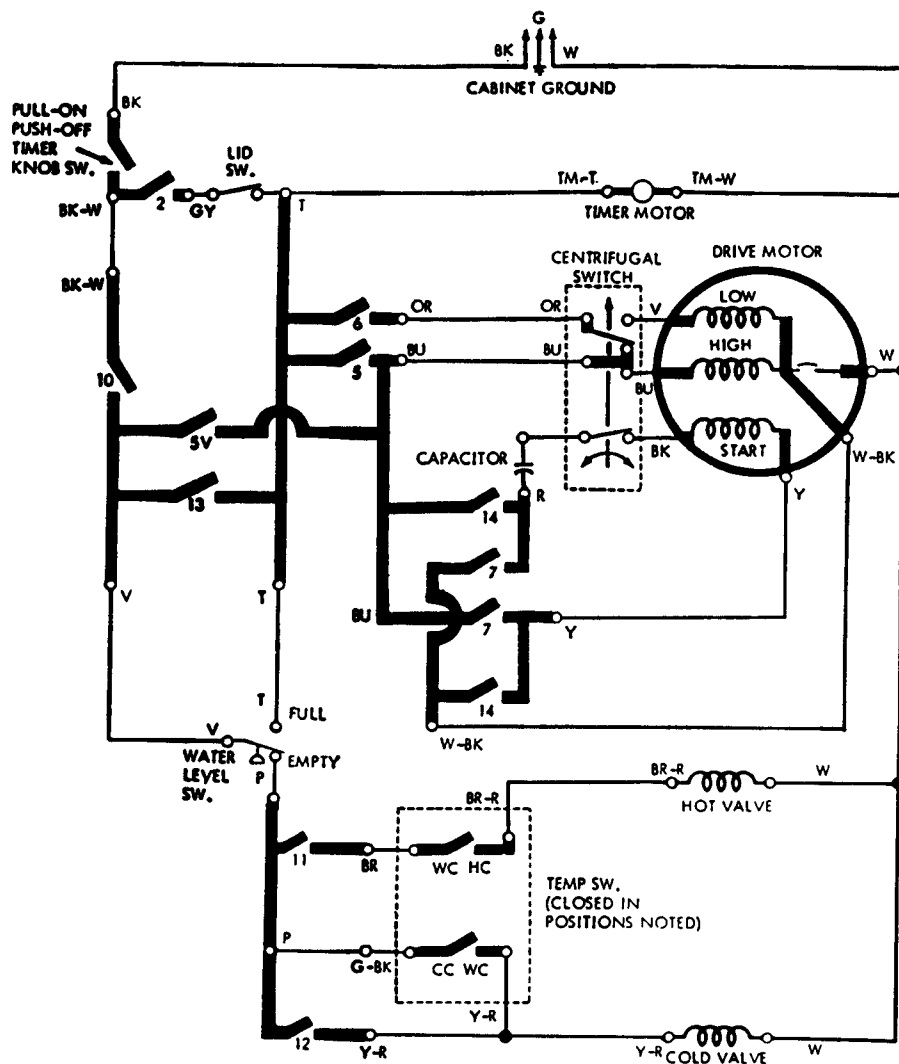 G
BK W
CABINET GROUND
BK
PULL-ON
PUSH-OFF
TIMER
KNOB SW.
LID
SW.
BK-W
2
GY
T
TM-T.
TM-W
TIMER MOTOR
BK-W
CENTRIFUGAL
SWITCH
DRIVE MOTOR
6
OR
OR
V
LOW
5
BU
BU
BU
HIGH
W
10
5V
CAPACITOR
BK
START
W-BK
13
R
Y
14
7
V
T
BU
7
Y
14
T
FULL
W-BK
V
WATER
LEVEL
SW.
P
EMPTY
BR-R
W
HOT VALVE
BR-R
11
BR
WC HC
TEMP SW.
(CLOSED IN
POSITIONS NOTED)
P
G-BK
CC WC
Y-R
12
Y-R
Y-R
W
COLD VALVE